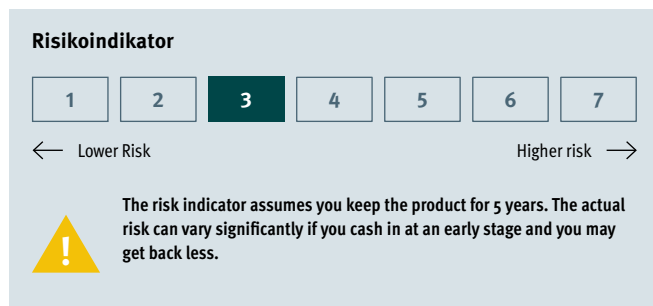 Risikoindikator
1 2 3 4 5 6 7
Lower Risk Higher risk
The risk indicator assumes you keep the product for 5 years. The actual
risk can vary significantly if you cash in at an early stage and you may
get back less.